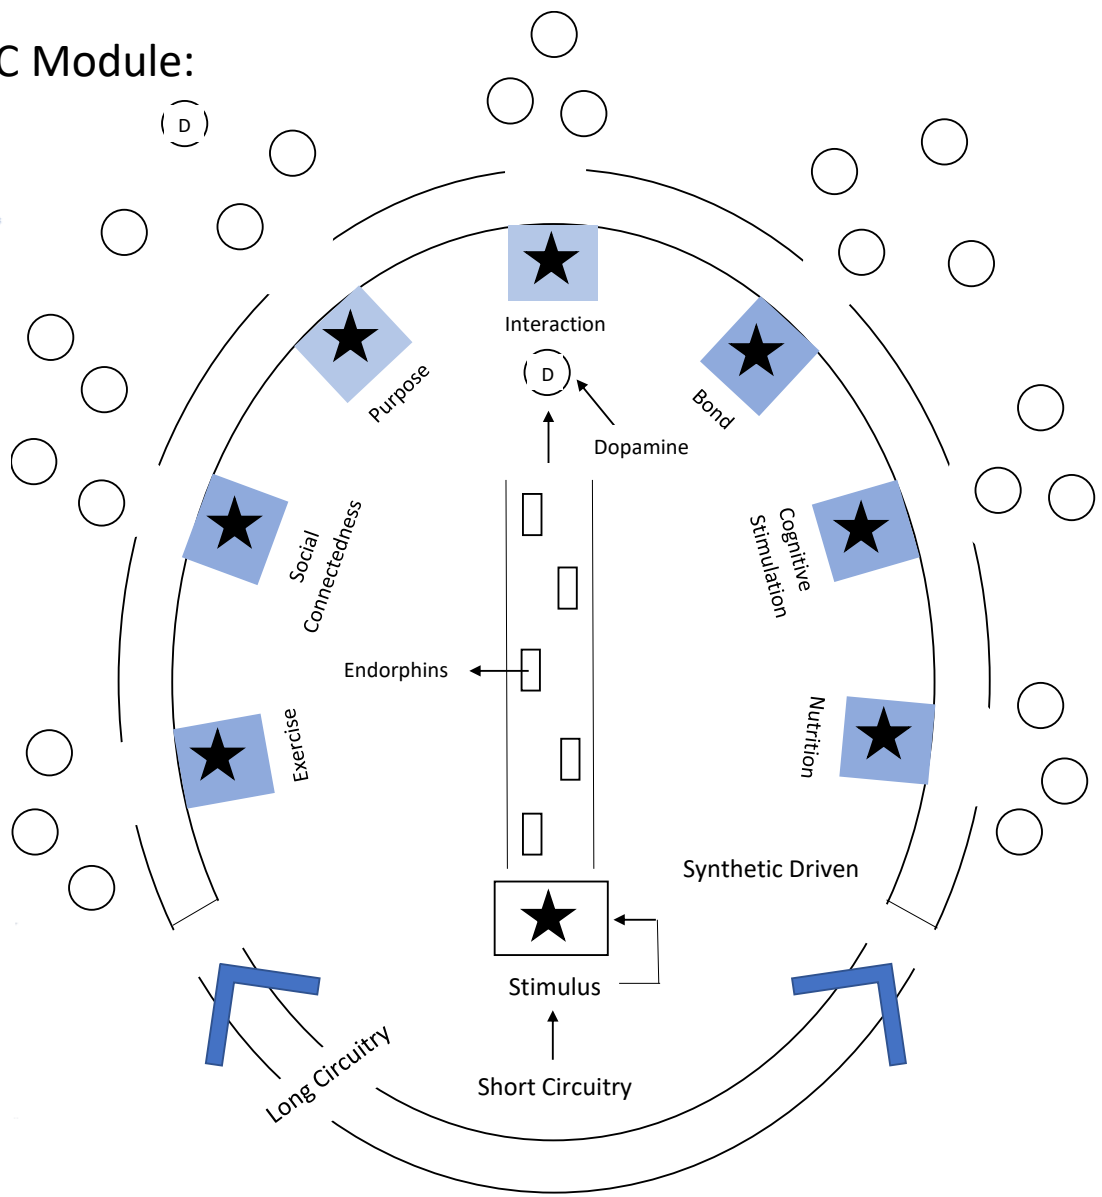 C Module:
D
Interaction
Purpose
Bond
D
Dopamine
Social
Connectedness
Cognitive
Stimulation
Endorphins
Exercise
Nutrition
Synthetic Driven
Stimulus
Long Circuitry
Short Circuitry